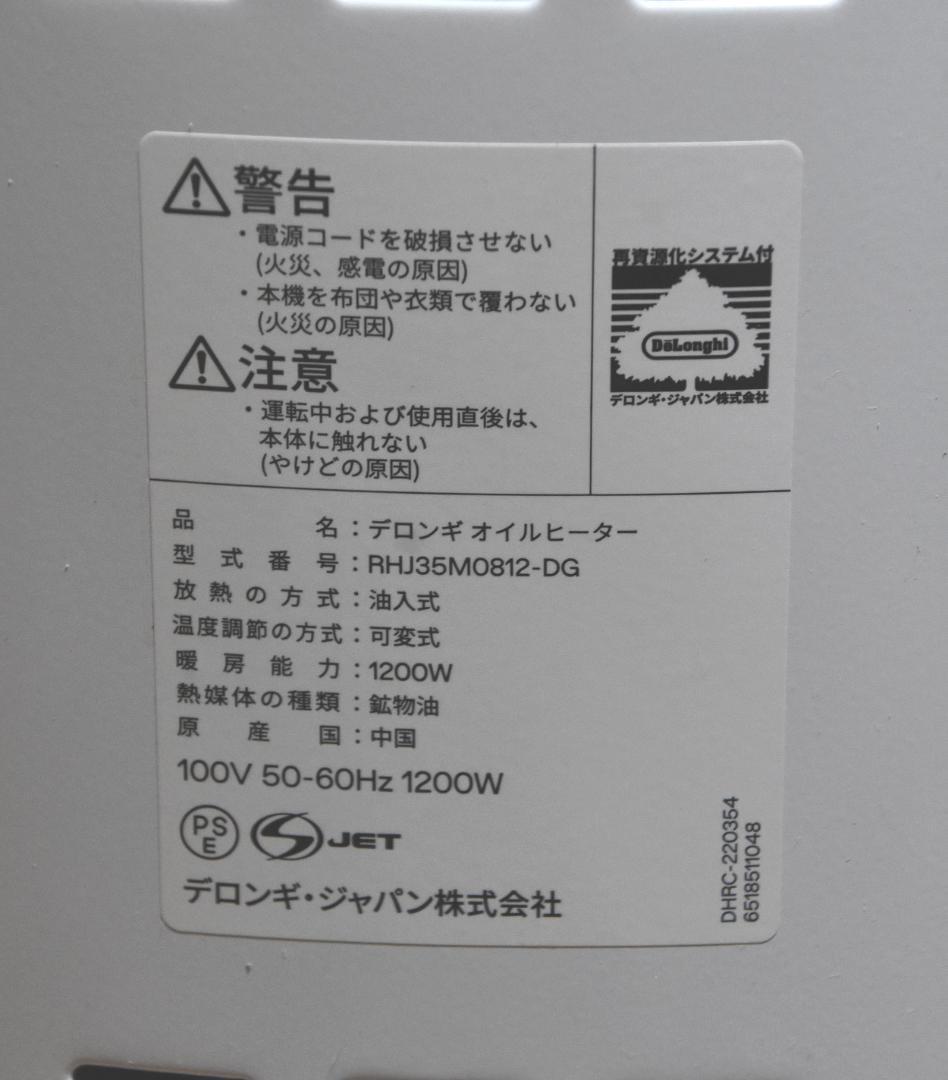 警告
・電源コードを破損させない
(火災、感電の原因)
・本機を布団や衣類で覆わない
(火災の原因)
注意
・運転中および使用直後は、
本体に触れない
(やけどの原因)
再資源化システム付
DeLonghi
デロンギ・ジャパン株式会社
品名：デロンギ オイルヒーター
型式番号：RHJ35M0812-DG
放熱の方式：油入式
温度調節の方式：可変式
暖房能力：1200W
熱媒体の種類：鉱物油
原産国：中国
100V 50-60Hz 1200W
PSE JET
デロンギ・ジャパン株式会社
DHRC-220354
6518511048